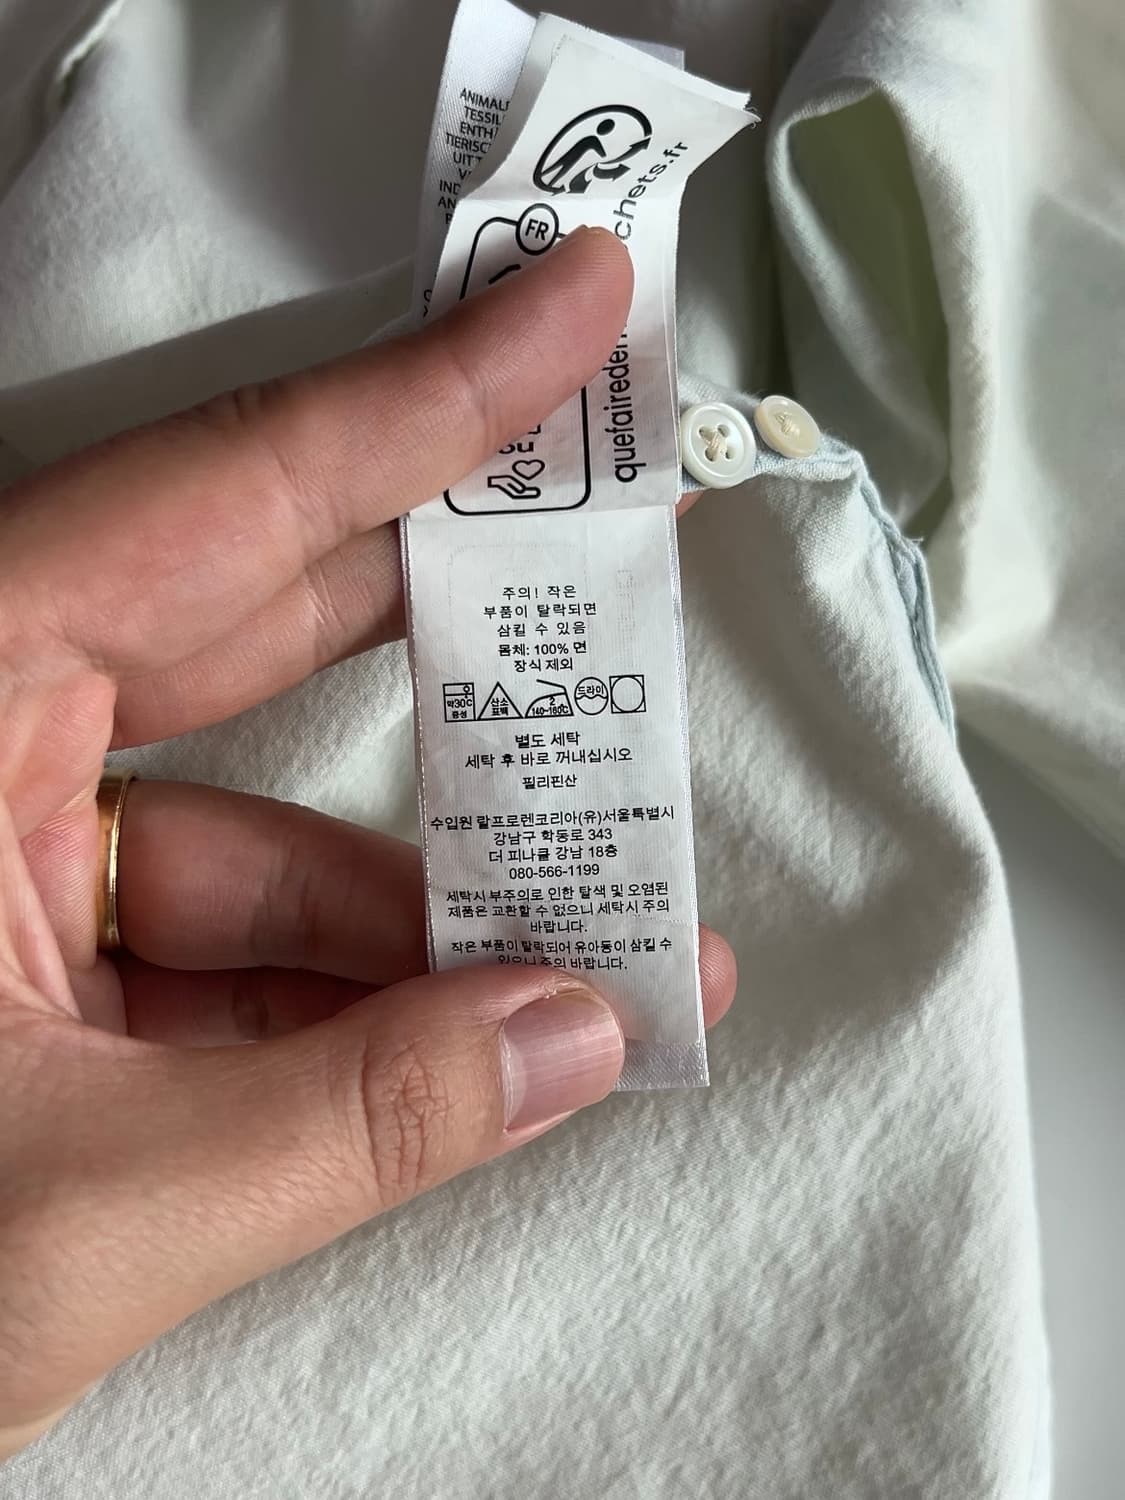 ANIMAL
TESSIL
ENTH
TIERISC
UIT
FR
quefairedem
chets.fr
주의! 작은
부품이 탈락되면
삼킬 수 있음
몸체: 100% 면
장식 제외
약30℃
중성
산소
표백
2
140~160℃
드라이
별도 세탁
세탁 후 바로 꺼내십시오
필리핀산
수입원 랄프로렌코리아(유)서울특별시
강남구 학동로 343
더 피나클 강남 18층
080-566-1199
세탁시 부주의로 인한 탈색 및 오염된
제품은 교환할 수 없으니 세탁시 주의
바랍니다.
작은 부품이 탈락되어 유아동이 삼킬 수
있으니 주의 바랍니다.